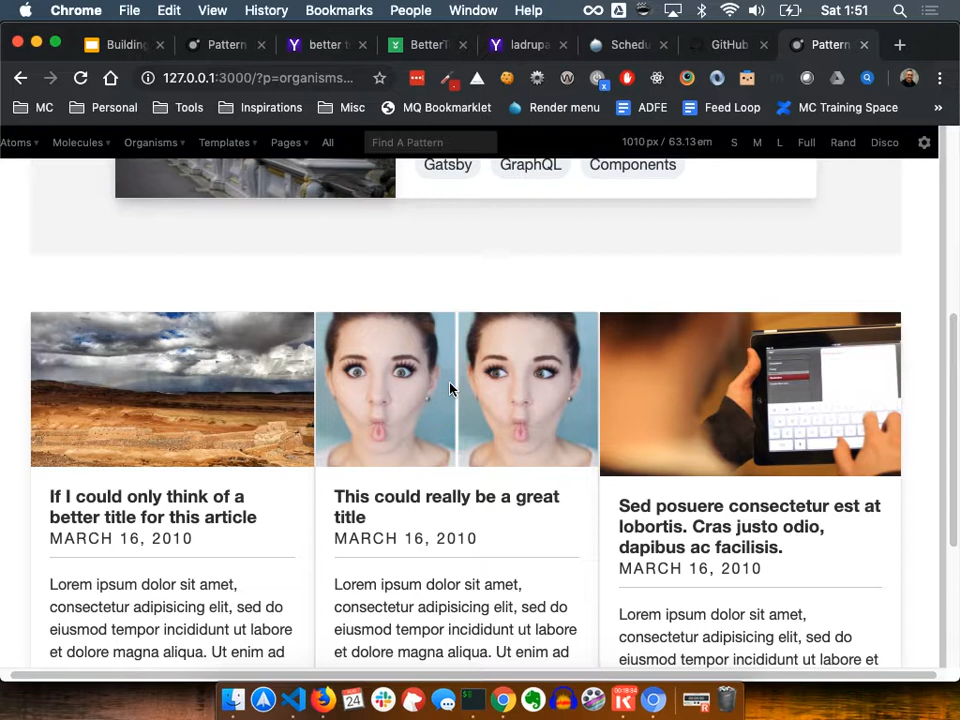 Chrome File Edit View History Bookmarks People Window Help Sat 1:51
Building Pattern better t BetterT ladrupa Schedu GitHub Pattern
127.0.0.1:3000/?p=organisms...
MC Personal Tools Inspirations Misc MQ Bookmarklet Render menu ADFE Feed Loop MC Training Space »
Atoms Molecules Organisms Templates Pages All Find A Pattern 1010 px / 63.13em S M L Full Rand Disco
Gatsby GraphQL Components
If I could only think of a
better title for this article
MARCH 16, 2010
Lorem ipsum dolor sit amet,
consectetur adipisicing elit, sed do
eiusmod tempor incididunt ut labore
et dolore magna aliqua. Ut enim ad
This could really be a great
title
MARCH 16, 2010
Lorem ipsum dolor sit amet,
consectetur adipisicing elit, sed do
eiusmod tempor incididunt ut labore
et dolore magna aliqua. Ut enim ad
Sed posuere consectetur est at
lobortis. Cras justo odio,
dapibus ac facilisis.
MARCH 16, 2010
Lorem ipsum dolor sit amet,
consectetur adipisicing elit, sed do
eiusmod tempor incididunt ut labore